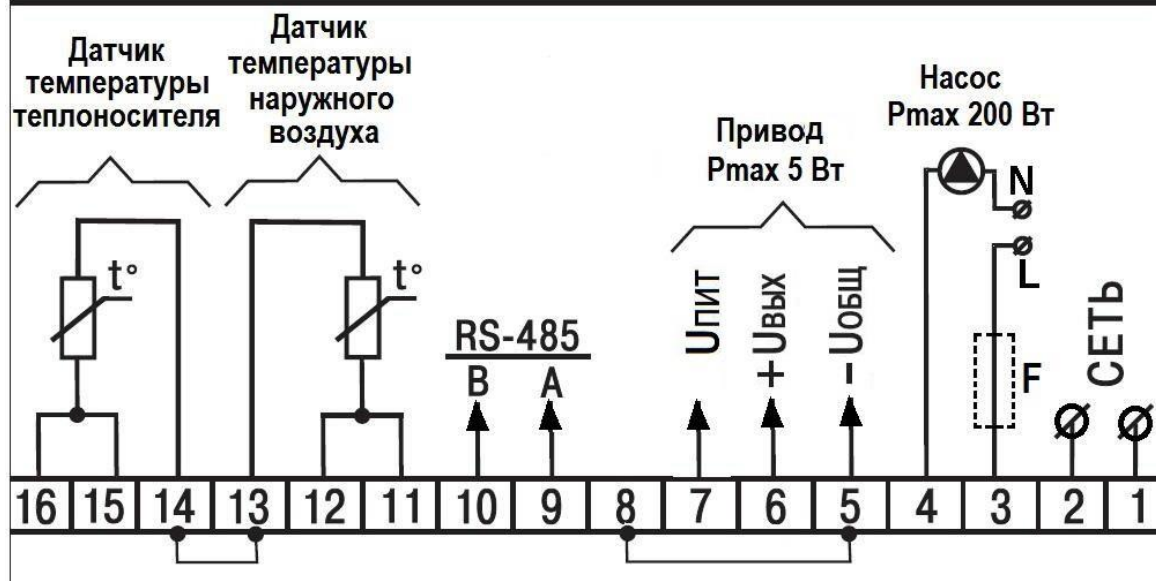 Датчик
температуры
теплоносителя
Датчик
температуры
наружного
воздуха
Привод
Pmax 5 Вт
Насос
Pmax 200 Вт
N
L
F
СЕТЬ
t°
t°
RS-485
B A
Uпит
+Uвых
-Uобщ
16 15 14 13 12 11 10 9 8 7 6 5 4 3 2 1